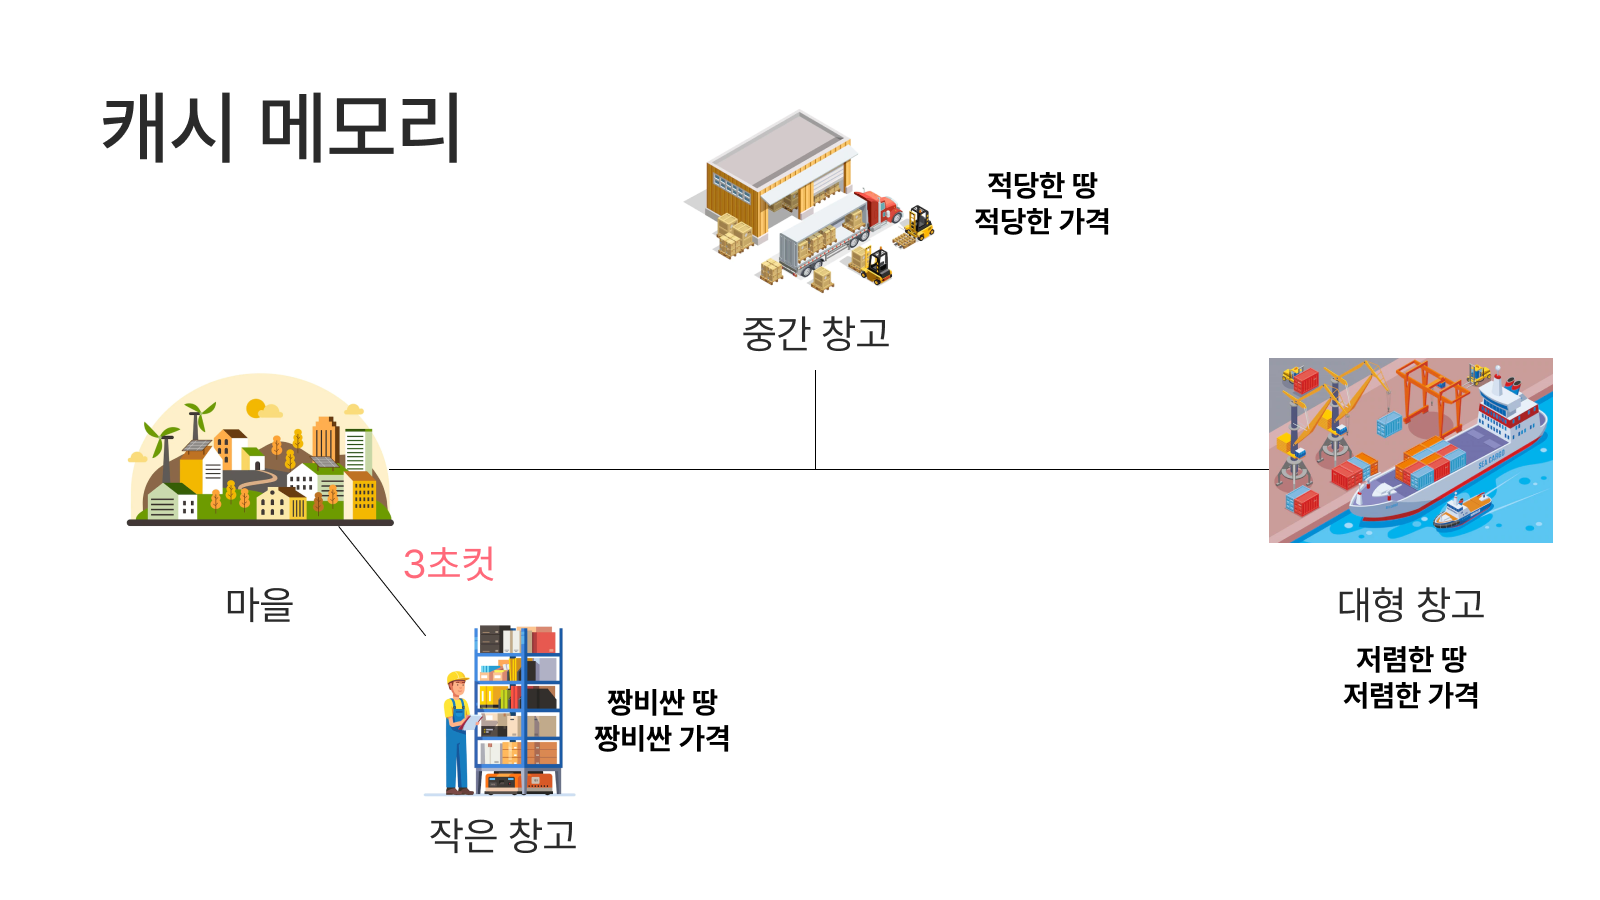 캐시 메모리
적당한 땅
적당한 가격
중간 창고
SEA CARGO
3초컷
마을
대형 창고
저렴한 땅
저렴한 가격
짱비싼 땅
짱비싼 가격
작은 창고